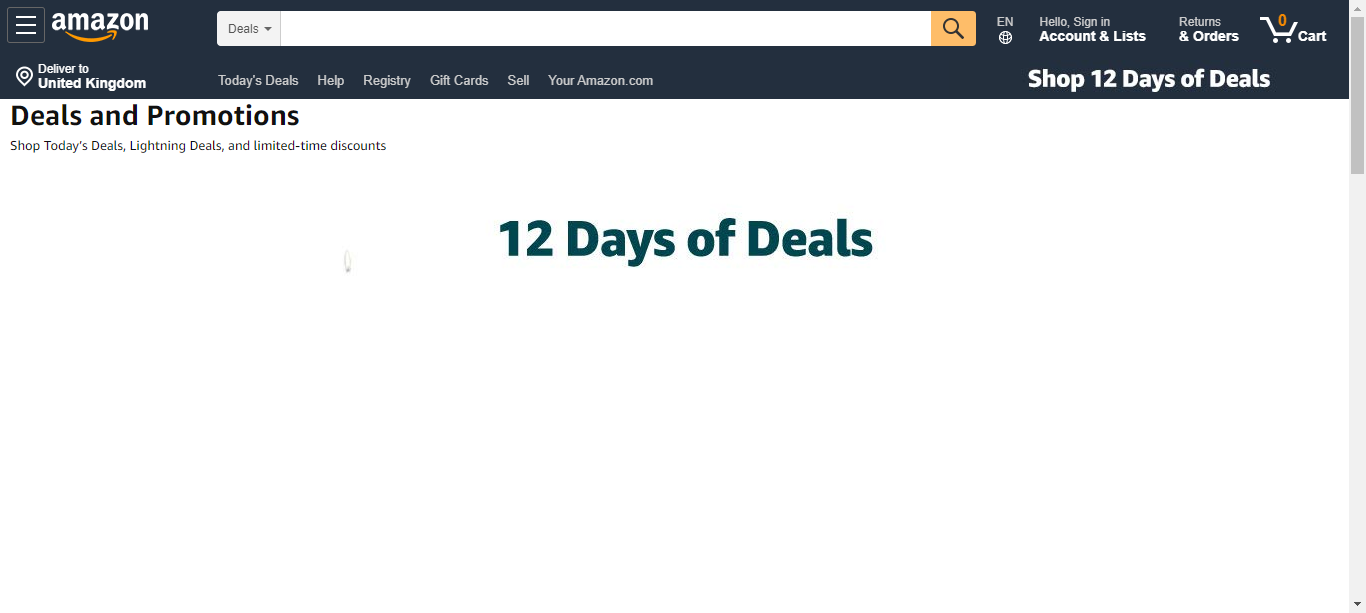 amazon
Deals
EN
Hello, Sign in
Account & Lists
Returns
& Orders
0
Cart
Deliver to
United Kingdom
Today's Deals
Help
Registry
Gift Cards
Sell
Your Amazon.com
Shop 12 Days of Deals
Deals and Promotions
Shop Today's Deals, Lightning Deals, and limited-time discounts
12 Days of Deals